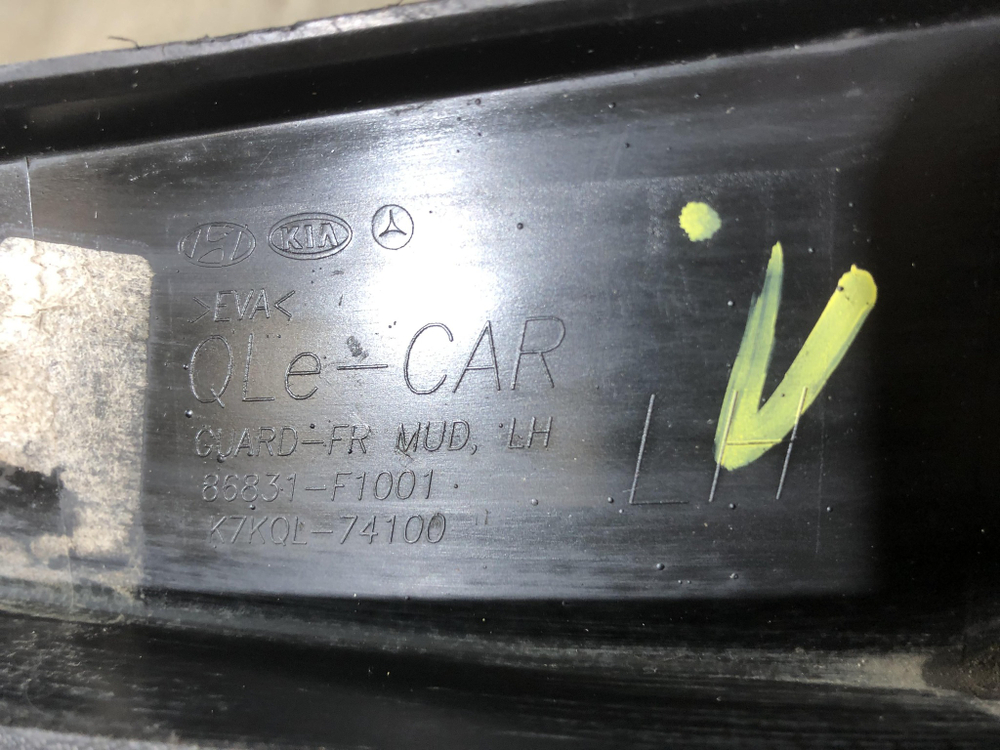 KIA
>EVA<
QLe-CAR
GUARD-FR MUD, LH
86831-F1001
K7KQL-74100
LH